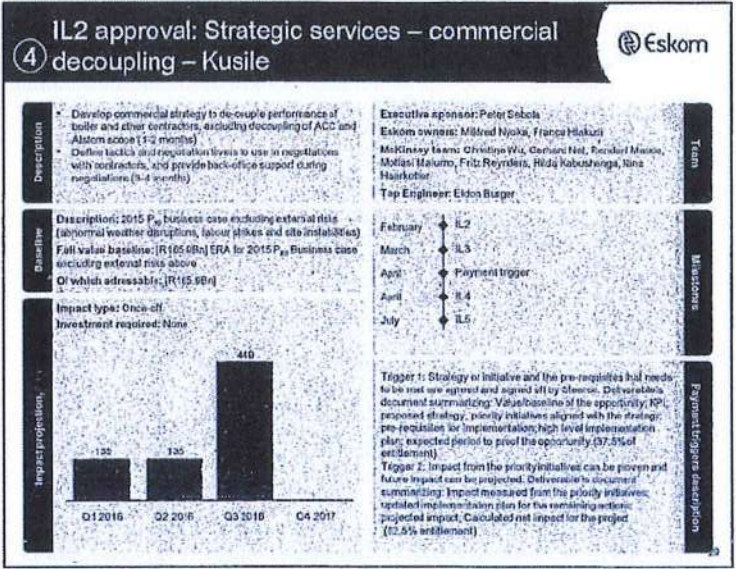 IL2 approval: Strategic services – commercial
4 decoupling – Kusile
Eskom
Description
• Develop commercial strategy to de-couple performance of
boiler and other contractors, excluding decoupling of ACC and
Alstom scope (1-2 months)
• Define tactics and negotiation levers to use in negotiations
with contractors, and provide back-office support during
negotiations (3-4 months)
Baseline
Description: 2015 P business case excluding external risks
(abnormal weather disruptions, labour strikes and site instabilities)
Full value baseline: [R165.9Bn] ERA for 2015 P Business case
excluding external risks above
Of which adressable: [R165.9Bn]
Impact projection,
Impact type: Once-off
Investment required: None
135
135
440
Q1 2016
Q2 2016
Q3 2016
Q4 2017
Team
Executive sponsor: Peter
Eskom owners: Mildred Nyoka, France Hlakudi
McKinsey team: Christine Wu, Gerhard Nel,
Fritz Reynders, Hilda Kabushenga, Nina
Tap Engineer: Eldon Burger
Milestones
February IL2
March IL3
April Payment trigger
April IL4
July IL5
Payment triggers description
Trigger 1: Strategy or initiative and the pre-requisites that needs
to be met are agreed and signed off by Steerco. Deliverable is
document summarizing: Value/baseline of the opportunity, KPI,
proposed strategy, priority initiatives aligned with the strategy,
pre-requisites for implementation; high level implementation
plan; expected period to proof the opportunity (37.5% of
entitlement)
Trigger 2: Impact from the priority initiatives can be proven and
future impact can be projected. Deliverable is document
summarizing: Impact measured from the priority initiatives;
updated implementation plan for the remaining actions;
projected impact; Calculated net impact for the project
(62.5% entitlement)